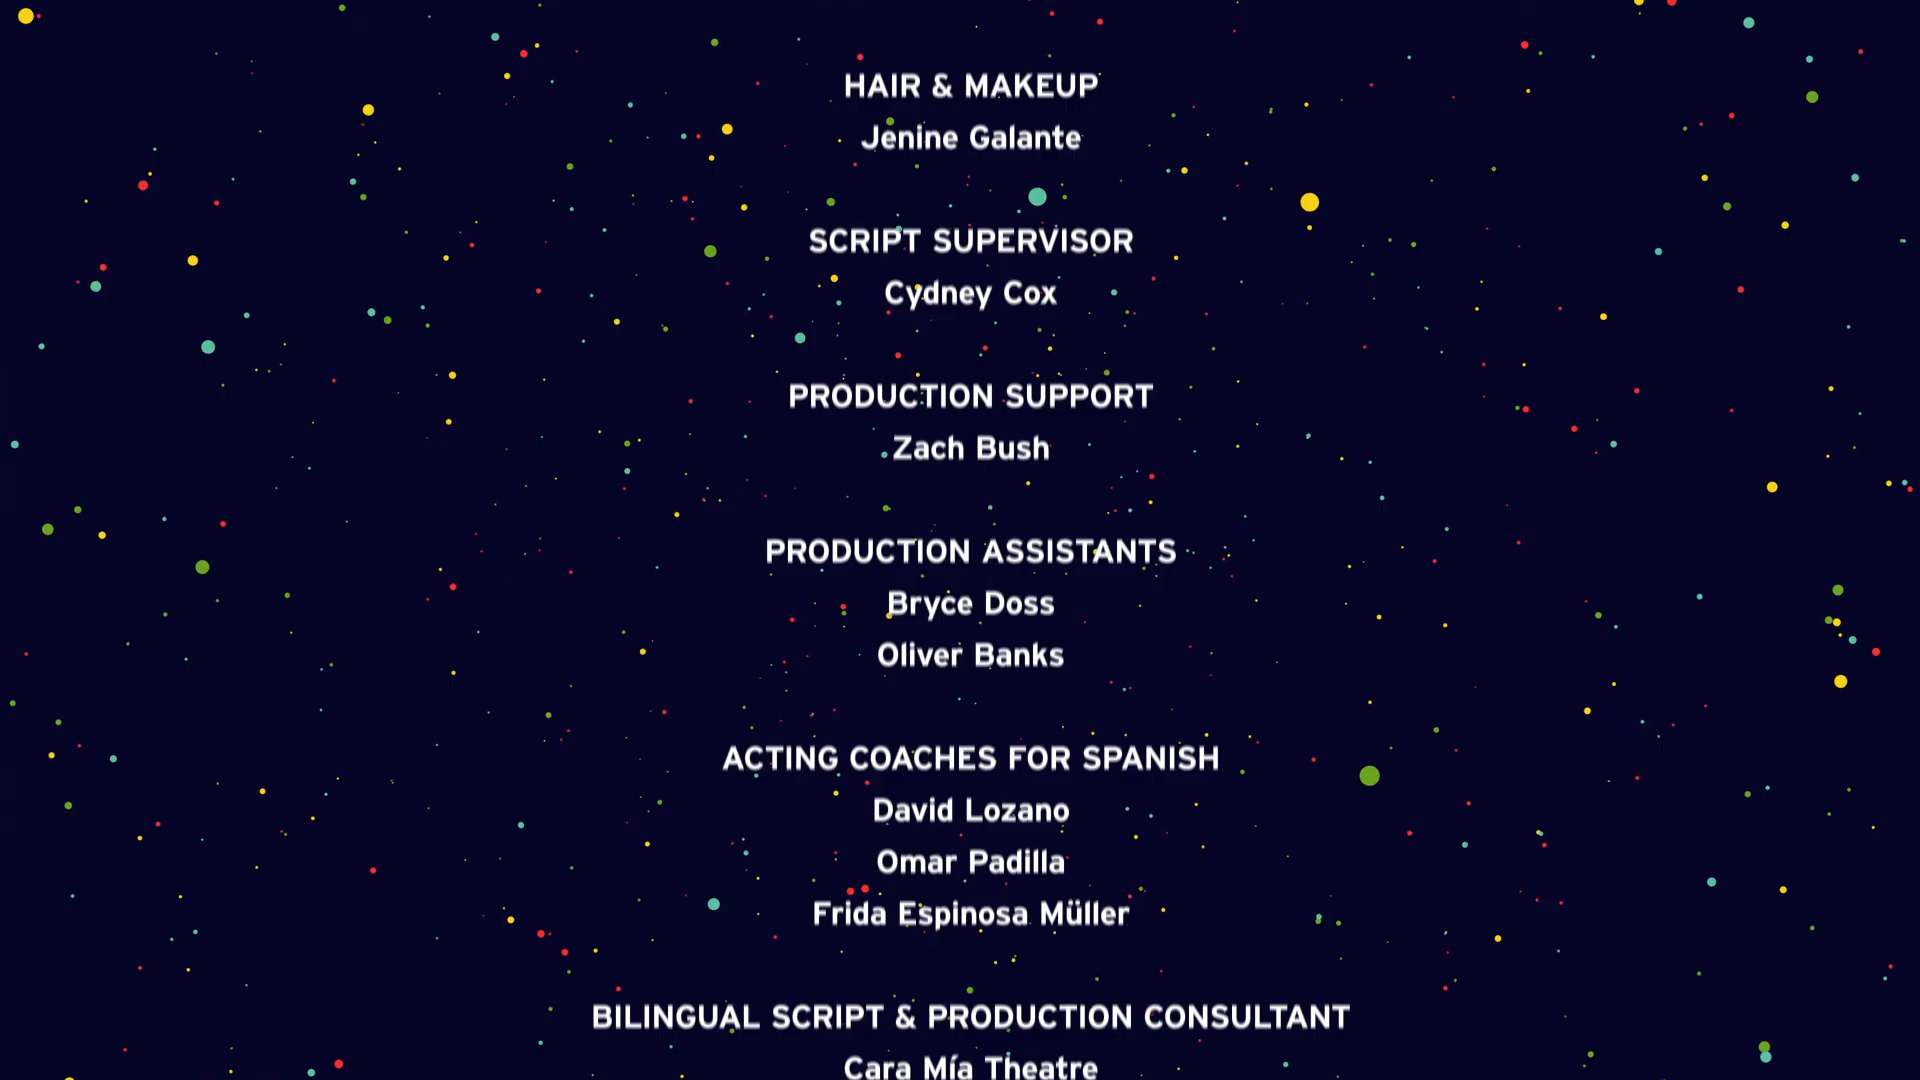 HAIR & MAKEUP
Jenine Galante
SCRIPT SUPERVISOR
Cydney Cox
PRODUCTION SUPPORT
Zach Bush
PRODUCTION ASSISTANTS
Bryce Doss
Oliver Banks
ACTING COACHES FOR SPANISH
David Lozano
Omar Padilla
Frida Espinosa Müller
BILINGUAL SCRIPT & PRODUCTION CONSULTANT
Cara Mía Theatre